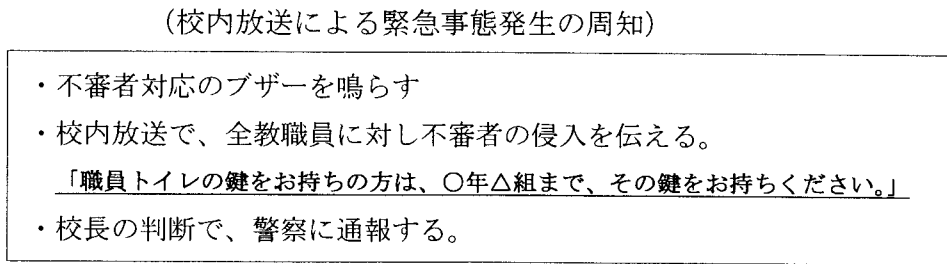 （校内放送による緊急事態発生の周知）
・不審者対応のブザーを鳴らす
・校内放送で、全教職員に対し不審者の侵入を伝える。
「職員トイレの鍵をお持ちの方は、○年△組まで、その鍵をお持ちください。」
・校長の判断で、警察に通報する。